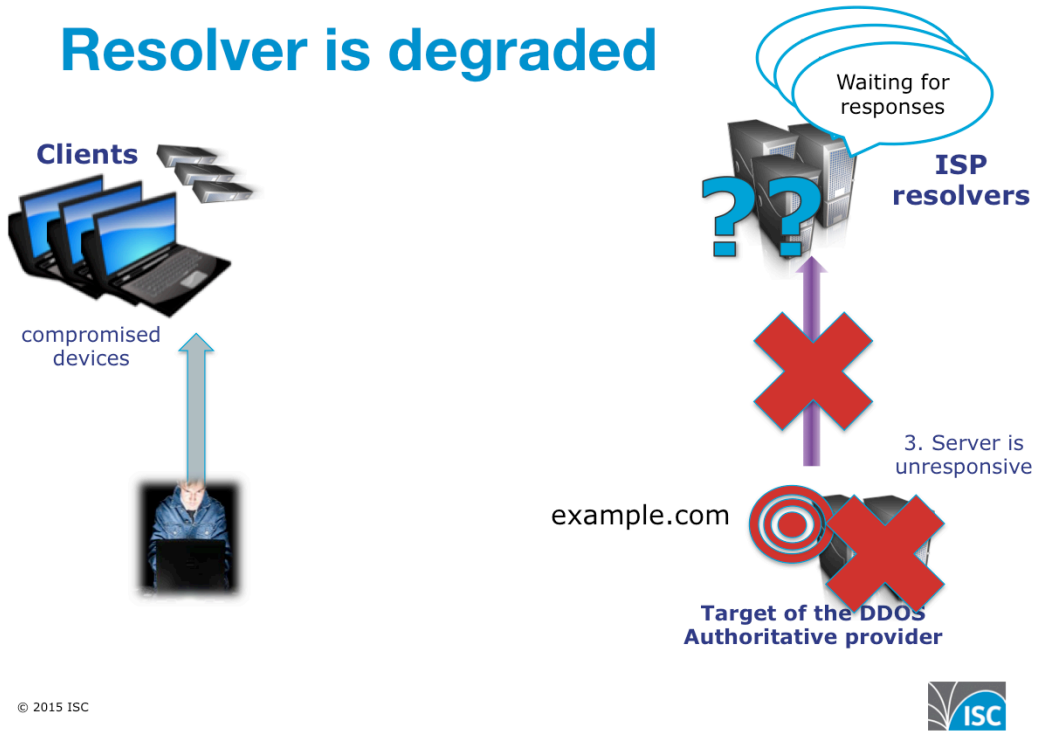 Resolver is degraded
Waiting for
responses
Clients
ISP
resolvers
??
compromised
devices
3. Server is
unresponsive
example.com
Target of the DDOS
Authoritative provider
© 2015 ISC
ISC